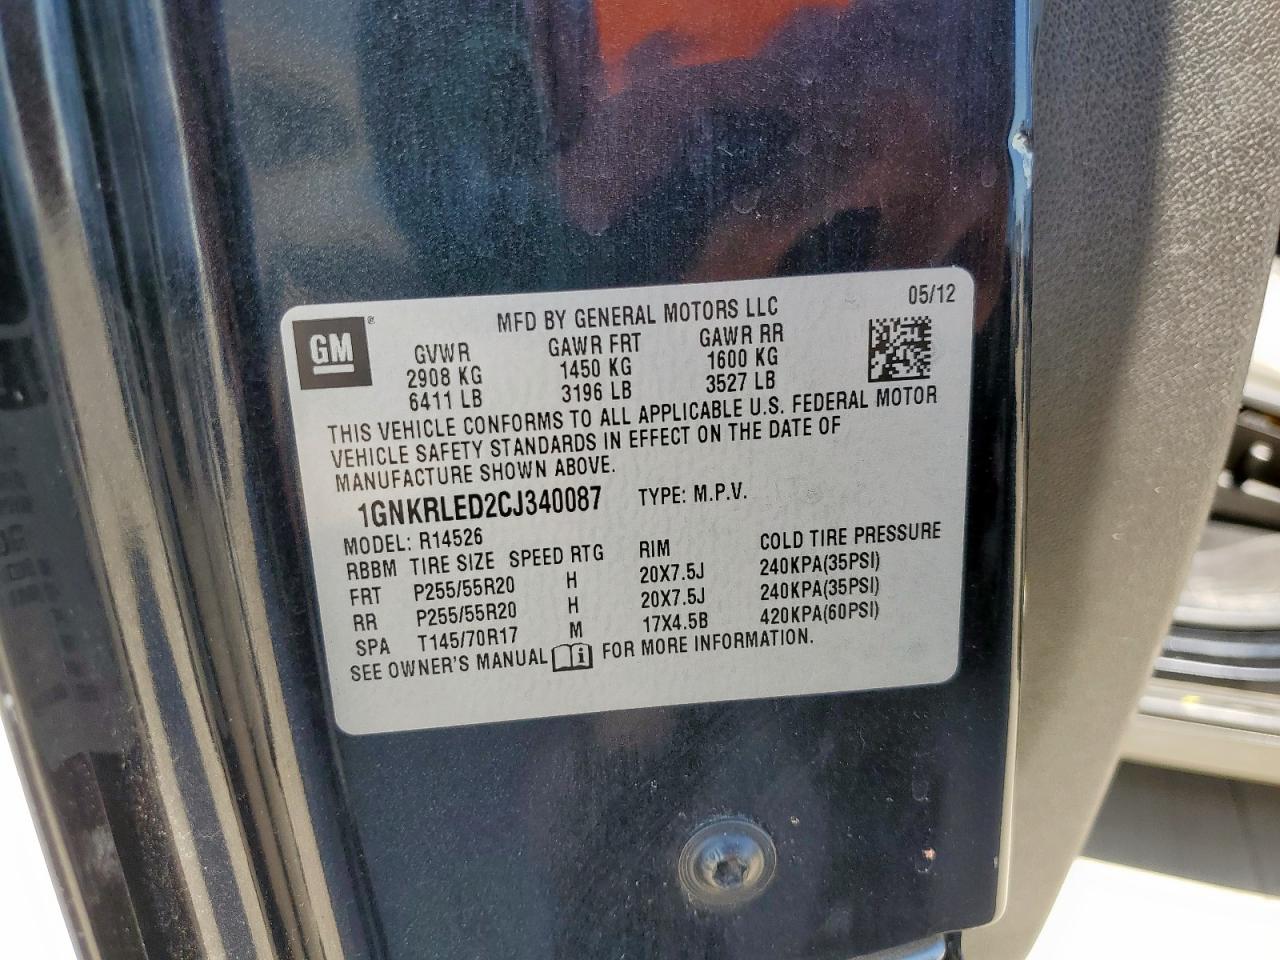 05/12
GM® MFD BY GENERAL MOTORS LLC
GVWR GAWR FRT GAWR RR
2908 KG 1450 KG 1600 KG
6411 LB 3196 LB 3527 LB
THIS VEHICLE CONFORMS TO ALL APPLICABLE U.S. FEDERAL MOTOR
VEHICLE SAFETY STANDARDS IN EFFECT ON THE DATE OF
MANUFACTURE SHOWN ABOVE.
1GNKRLED2CJ340087 TYPE: M.P.V.
MODEL: R14526
RBBM TIRE SIZE SPEED RTG RIM COLD TIRE PRESSURE
FRT P255/55R20 H 20X7.5J 240KPA(35PSI)
RR P255/55R20 H 20X7.5J 240KPA(35PSI)
SPA T145/70R17 M 17X4.5B 420KPA(60PSI)
SEE OWNER'S MANUAL i FOR MORE INFORMATION.